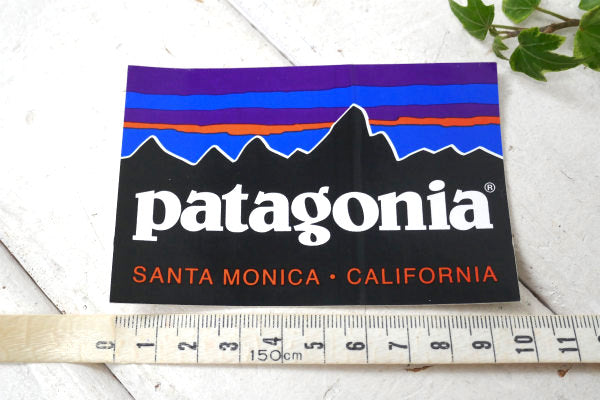 patagonia®
SANTA MONICA • CALIFORNIA
0 1 2 3 4 5 6 7 8 9 10 11
150cm